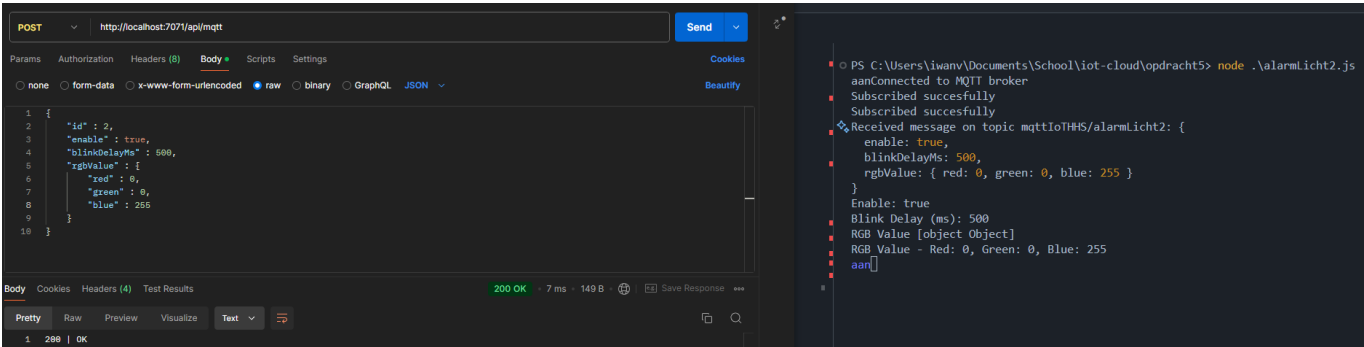 POST http://localhost:7071/api/mqtt Send
Params Authorization Headers (8) Body Scripts Settings Cookies
none form-data x-www-form-urlencoded raw binary GraphQL JSON Beautify
1 {
2 "id" : 2,
3 "enable" : true,
4 "blinkDelayMs" : 500,
5 "rgbValue" : {
6 "red" : 0,
7 "green" : 0,
8 "blue" : 255
9 }
10 }
Body Cookies Headers (4) Test Results 200 OK 7 ms 149 B Save Response
Pretty Raw Preview Visualize Text
1 200 | OK
PS C:\Users\iwanv\Documents\School\iot-cloud\opdracht5> node .\alarmLicht2.js
aanConnected to MQTT broker
Subscribed succesfully
Subscribed succesfully
Received message on topic mqttIoTHHS/alarmLicht2: {
enable: true,
blinkDelayMs: 500,
rgbValue: { red: 0, green: 0, blue: 255 }
}
Enable: true
Blink Delay (ms): 500
RGB Value [object Object]
RGB Value - Red: 0, Green: 0, Blue: 255
aan